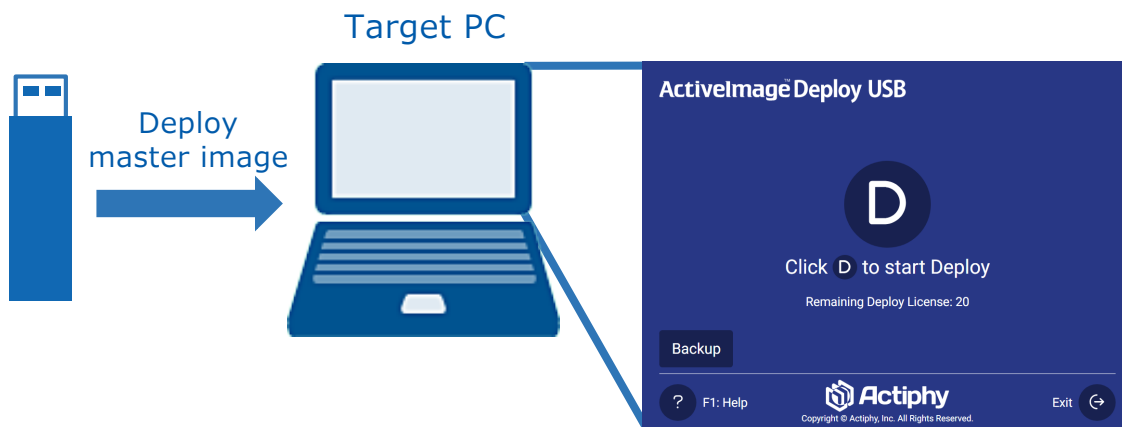 Target PC
Deploy
master image
ActiveImage™ Deploy USB
D
Click D to start Deploy
Remaining Deploy License: 20
Backup
? F1: Help
Actiphy
Exit
Copyright © Actiphy, Inc. All Rights Reserved.